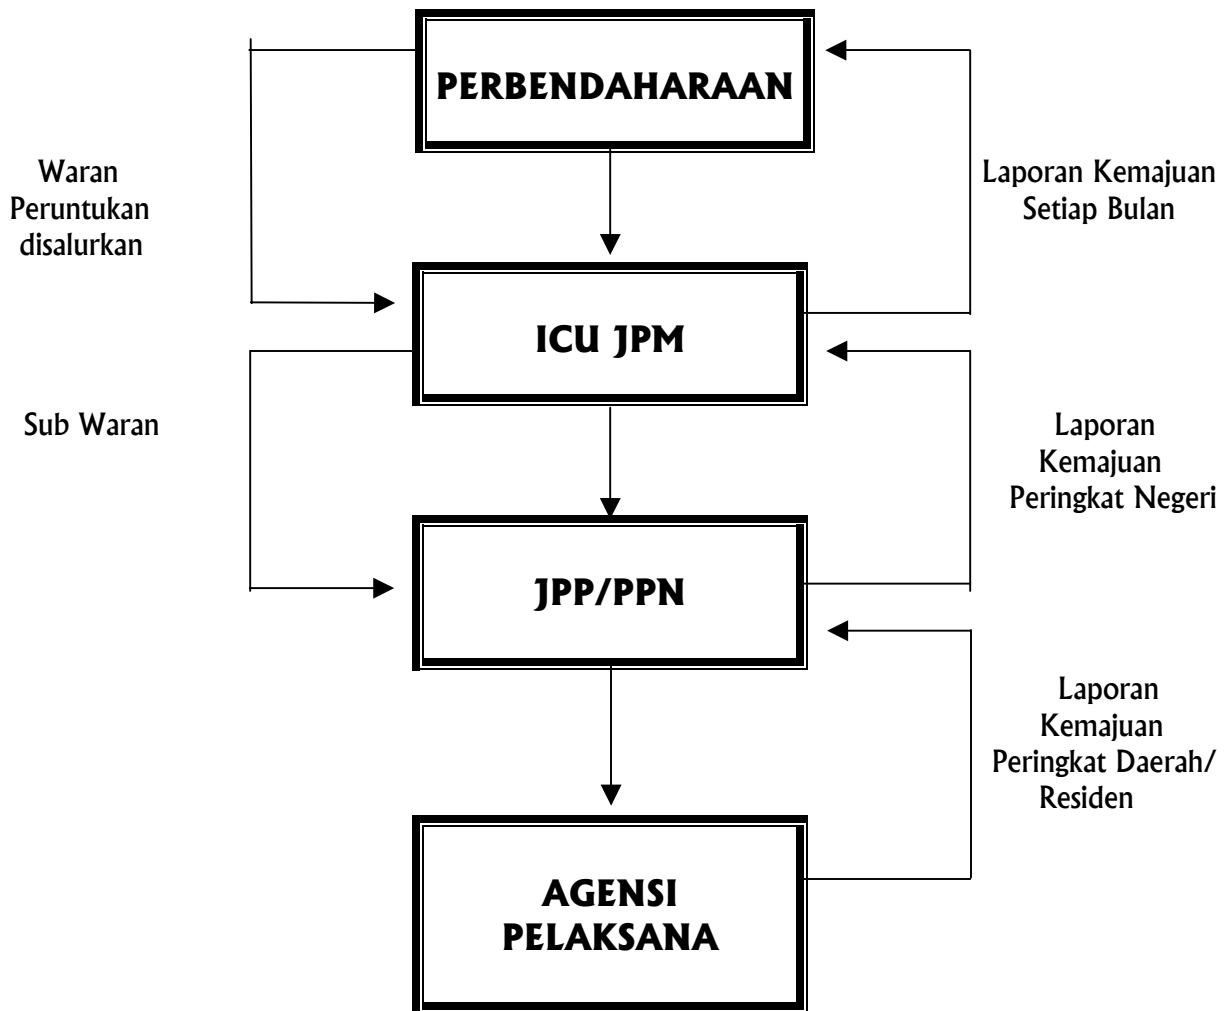 PERBENDAHARAAN
Waran
Peruntukan
disalurkan
Laporan Kemajuan
Setiap Bulan
ICU JPM
Sub Waran
Laporan
Kemajuan
Peringkat Negeri
JPP/PPN
Laporan
Kemajuan
Peringkat Daerah/
Residen
AGENSI
PELAKSANA